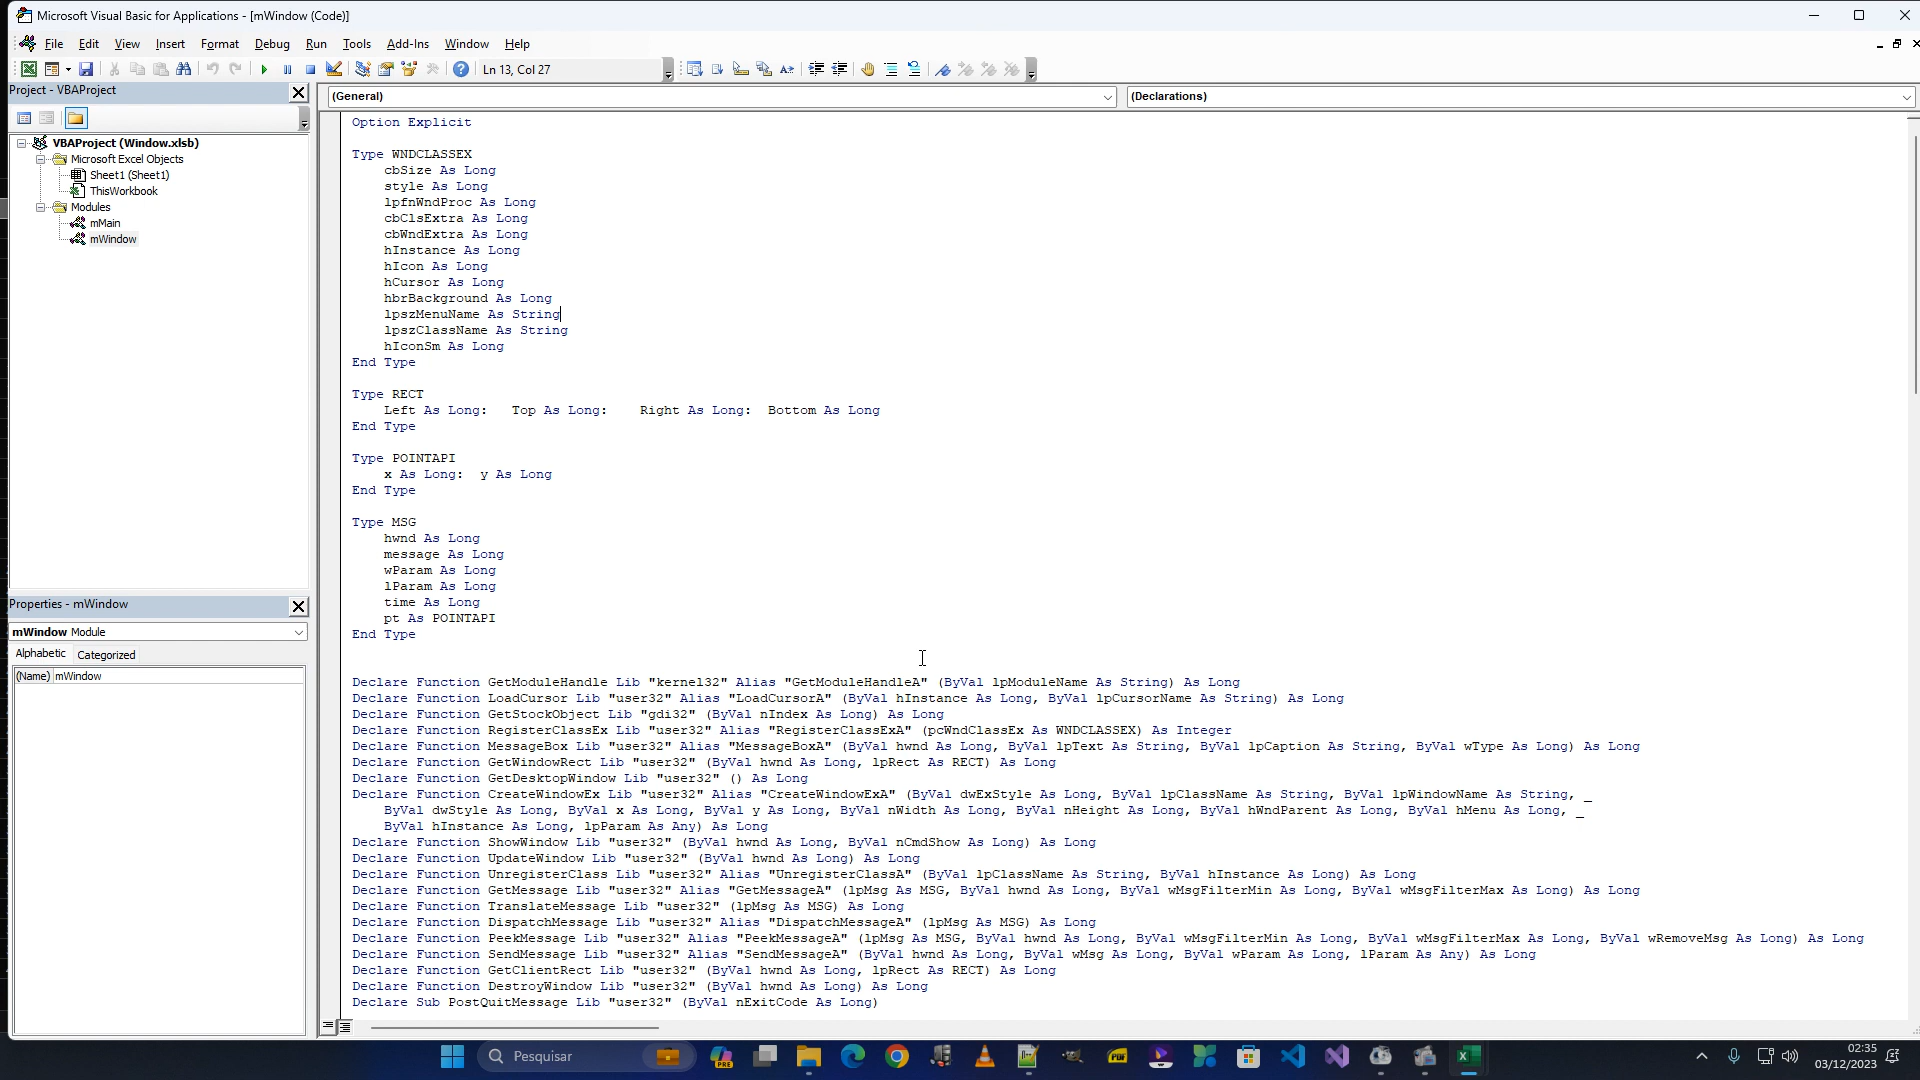 Microsoft Visual Basic for Applications - [mWindow (Code)]
File Edit View Insert Format Debug Run Tools Add-Ins Window Help
Ln 13, Col 27
Project - VBAProject
VBAProject (Window.xlsb)
Microsoft Excel Objects
Sheet1 (Sheet1)
ThisWorkbook
Modules
mMain
mWindow
Properties - mWindow
mWindow Module
Alphabetic Categorized
(Name) mWindow
(General) (Declarations)
Option Explicit
Type WNDCLASSEX
cbSize As Long
style As Long
lpfnWndProc As Long
cbClsExtra As Long
cbWndExtra As Long
hInstance As Long
hIcon As Long
hCursor As Long
hbrBackground As Long
lpszMenuName As String
lpszClassName As String
hIconSm As Long
End Type
Type RECT
Left As Long: Top As Long: Right As Long: Bottom As Long
End Type
Type POINTAPI
x As Long: y As Long
End Type
Type MSG
hwnd As Long
message As Long
wParam As Long
lParam As Long
time As Long
pt As POINTAPI
End Type
Declare Function GetModuleHandle Lib "kernel32" Alias "GetModuleHandleA" (ByVal lpModuleName As String) As Long
Declare Function LoadCursor Lib "user32" Alias "LoadCursorA" (ByVal hInstance As Long, ByVal lpCursorName As String) As Long
Declare Function GetStockObject Lib "gdi32" (ByVal nIndex As Long) As Long
Declare Function RegisterClassEx Lib "user32" Alias "RegisterClassExA" (pcWndClassEx As WNDCLASSEX) As Integer
Declare Function MessageBox Lib "user32" Alias "MessageBoxA" (ByVal hwnd As Long, ByVal lpText As String, ByVal lpCaption As String, ByVal wType As Long) As Long
Declare Function GetWindowRect Lib "user32" (ByVal hwnd As Long, lpRect As RECT) As Long
Declare Function GetDesktopWindow Lib "user32" () As Long
Declare Function CreateWindowEx Lib "user32" Alias "CreateWindowExA" (ByVal dwExStyle As Long, ByVal lpClassName As String, ByVal lpWindowName As String, _
ByVal dwStyle As Long, ByVal x As Long, ByVal y As Long, ByVal nWidth As Long, ByVal nHeight As Long, ByVal hWndParent As Long, ByVal hMenu As Long, _
ByVal hInstance As Long, lpParam As Any) As Long
Declare Function ShowWindow Lib "user32" (ByVal hwnd As Long, ByVal nCmdShow As Long) As Long
Declare Function UpdateWindow Lib "user32" (ByVal hwnd As Long) As Long
Declare Function UnregisterClass Lib "user32" Alias "UnregisterClassA" (ByVal lpClassName As String, ByVal hInstance As Long) As Long
Declare Function GetMessage Lib "user32" Alias "GetMessageA" (lpMsg As MSG, ByVal hwnd As Long, ByVal wMsgFilterMin As Long, ByVal wMsgFilterMax As Long) As Long
Declare Function TranslateMessage Lib "user32" (lpMsg As MSG) As Long
Declare Function DispatchMessage Lib "user32" Alias "DispatchMessageA" (lpMsg As MSG) As Long
Declare Function PeekMessage Lib "user32" Alias "PeekMessageA" (lpMsg As MSG, ByVal hwnd As Long, ByVal wMsgFilterMin As Long, ByVal wMsgFilterMax As Long, ByVal wRemoveMsg As Long) As Long
Declare Function SendMessage Lib "user32" Alias "SendMessageA" (ByVal hwnd As Long, ByVal wMsg As Long, ByVal wParam As Long, lParam As Any) As Long
Declare Function GetClientRect Lib "user32" (ByVal hwnd As Long, lpRect As RECT) As Long
Declare Function DestroyWindow Lib "user32" (ByVal hwnd As Long) As Long
Declare Sub PostQuitMessage Lib "user32" (ByVal nExitCode As Long)
Pesquisar
PRE
PDF
02:35
03/12/2023